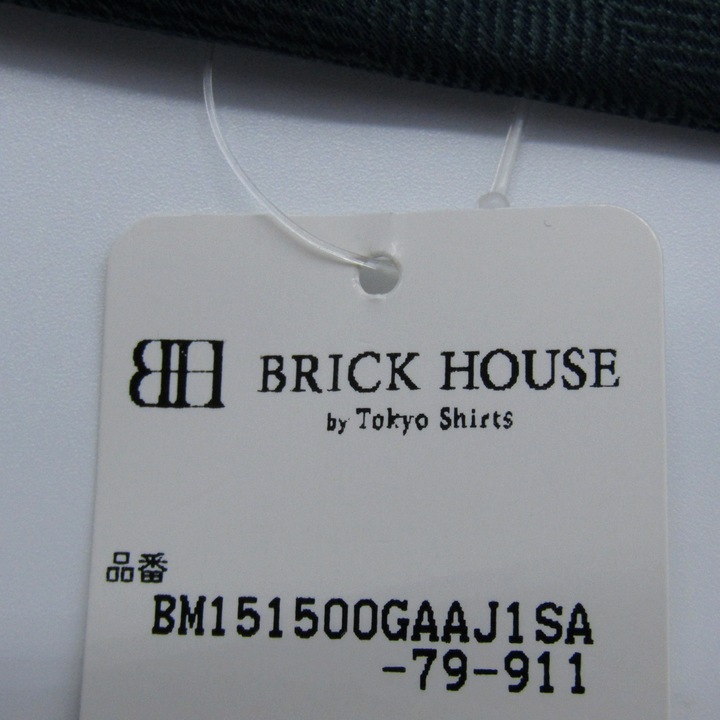 BH BRICK HOUSE
by Tokyo Shirts
品番
BM151500GAAJ1SA
-79-911